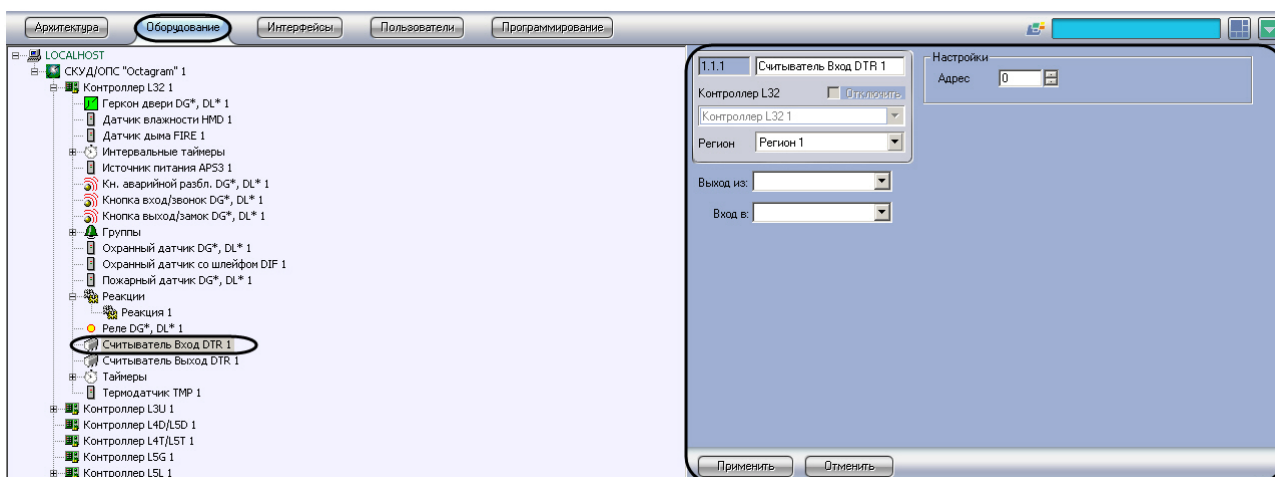 Архитектура Оборудование Интерфейсы Пользователи Программирование
LOCALHOST
СКУД/ОПС "Octagram" 1
Контроллер L32 1
Геркон двери DG*, DL* 1
Датчик влажности HMD 1
Датчик дыма FIRE 1
Интервальные таймеры
Источник питания APS3 1
Кн. аварийной разбл. DG*, DL* 1
Кнопка вход/звонок DG*, DL* 1
Кнопка выход/замок DG*, DL* 1
Группы
Охранный датчик DG*, DL* 1
Охранный датчик со шлейфом DIF 1
Пожарный датчик DG*, DL* 1
Реакции
Реакция 1
Реле DG*, DL* 1
Считыватель Вход DTR 1
Считыватель Выход DTR 1
Таймеры
Термодатчик TMP 1
Контроллер L3U 1
Контроллер L4D/L5D 1
Контроллер L4T/L5T 1
Контроллер L5G 1
Контроллер L5L 1
1.1.1 Считыватель Вход DTR 1
Контроллер L32 Отключить
Контроллер L32 1
Регион Регион 1
Выход из:
Вход в:
Настройки
Адрес 0
Применить Отменить